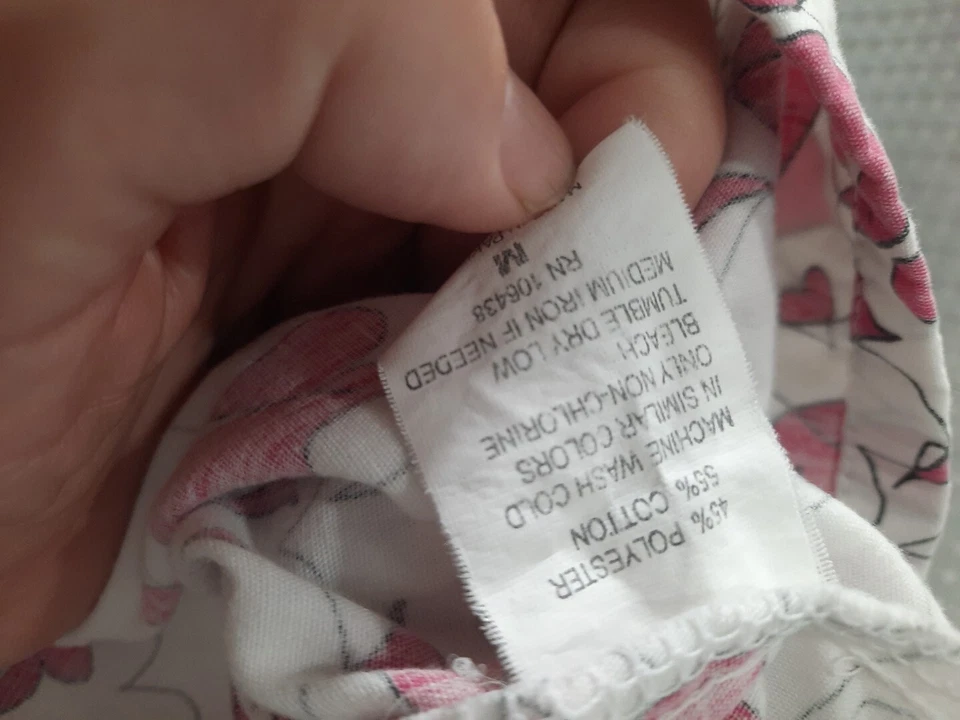 45% POLYESTER
55% COTTON
MACHINE WASH COLD
IN SIMILAR COLORS
ONLY NON-CHLORINE
BLEACH
TUMBLE DRY LOW
MEDIUM IRON IF NEEDED
RN 106438
M